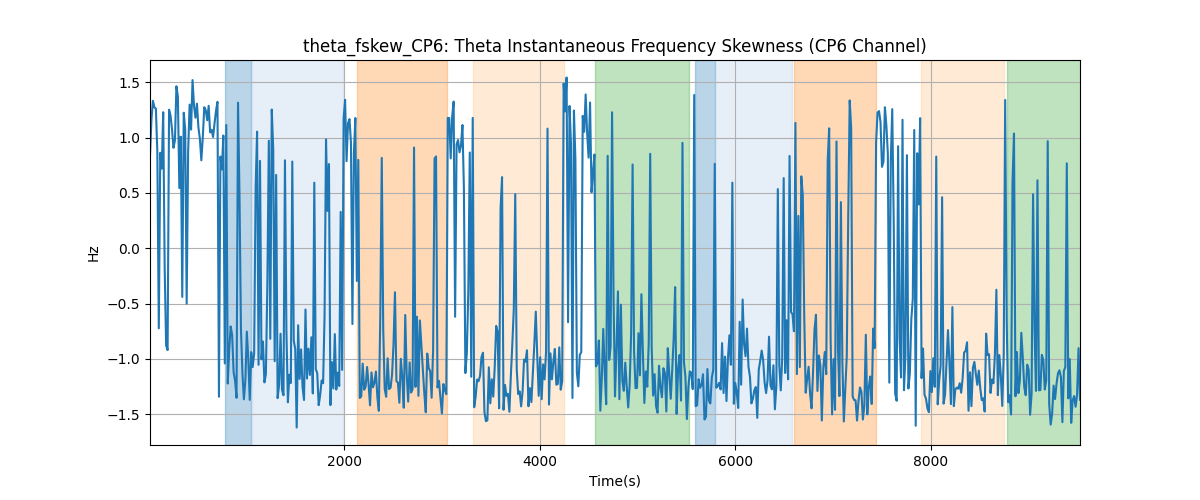 theta_fskew_CP6: Theta Instantaneous Frequency Skewness (CP6 Channel)
1.5
1.0
0.5
0.0
−0.5
−1.0
−1.5
Hz
2000 4000 6000 8000
Time(s)